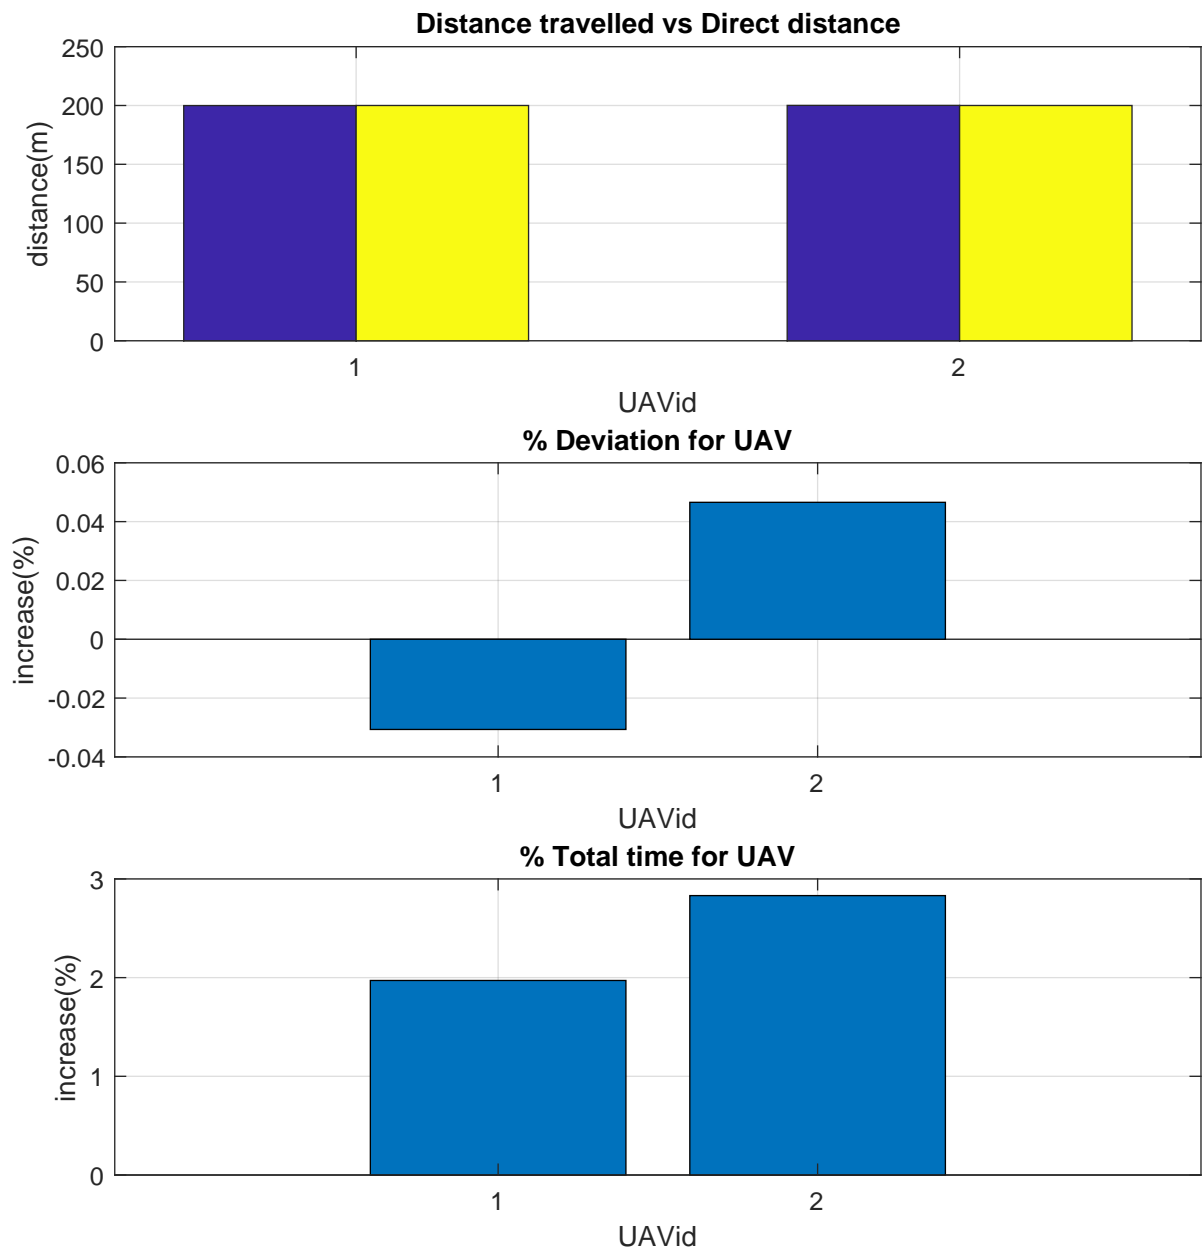 Distance travelled vs Direct distance
250
200
150
100
50
0
distance(m)
1 2
UAVid
% Deviation for UAV
0.06
0.04
0.02
0
-0.02
-0.04
increase(%)
1 2
UAVid
% Total time for UAV
3
2
1
0
increase(%)
1 2
UAVid